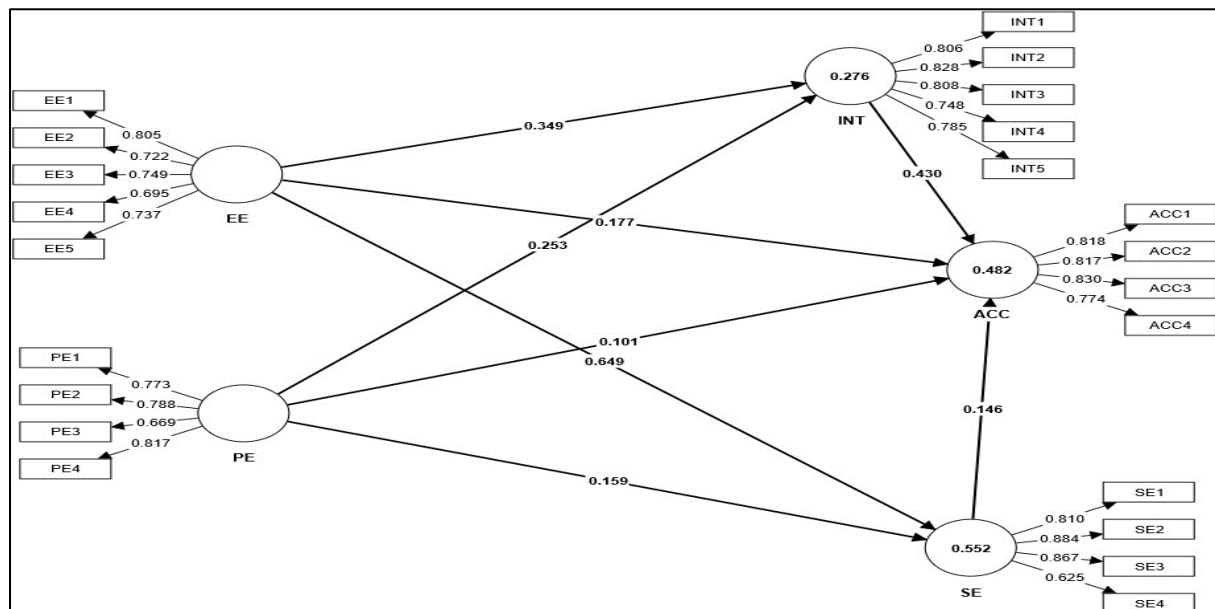 INT1
0.806
INT2
0.828
INT3
0.808
INT4
0.748
INT5
0.785
0.276
INT
EE1
0.805
EE2
0.722
EE3
0.749
EE4
0.695
EE5
0.737
EE
0.349
0.430
0.177
0.253
ACC1
0.818
ACC2
0.817
ACC3
0.830
ACC4
0.774
0.482
ACC
PE1
0.773
PE2
0.788
PE3
0.669
PE4
0.817
PE
0.101
0.649
0.146
0.159
SE1
0.810
SE2
0.884
SE3
0.867
SE4
0.625
0.552
SE